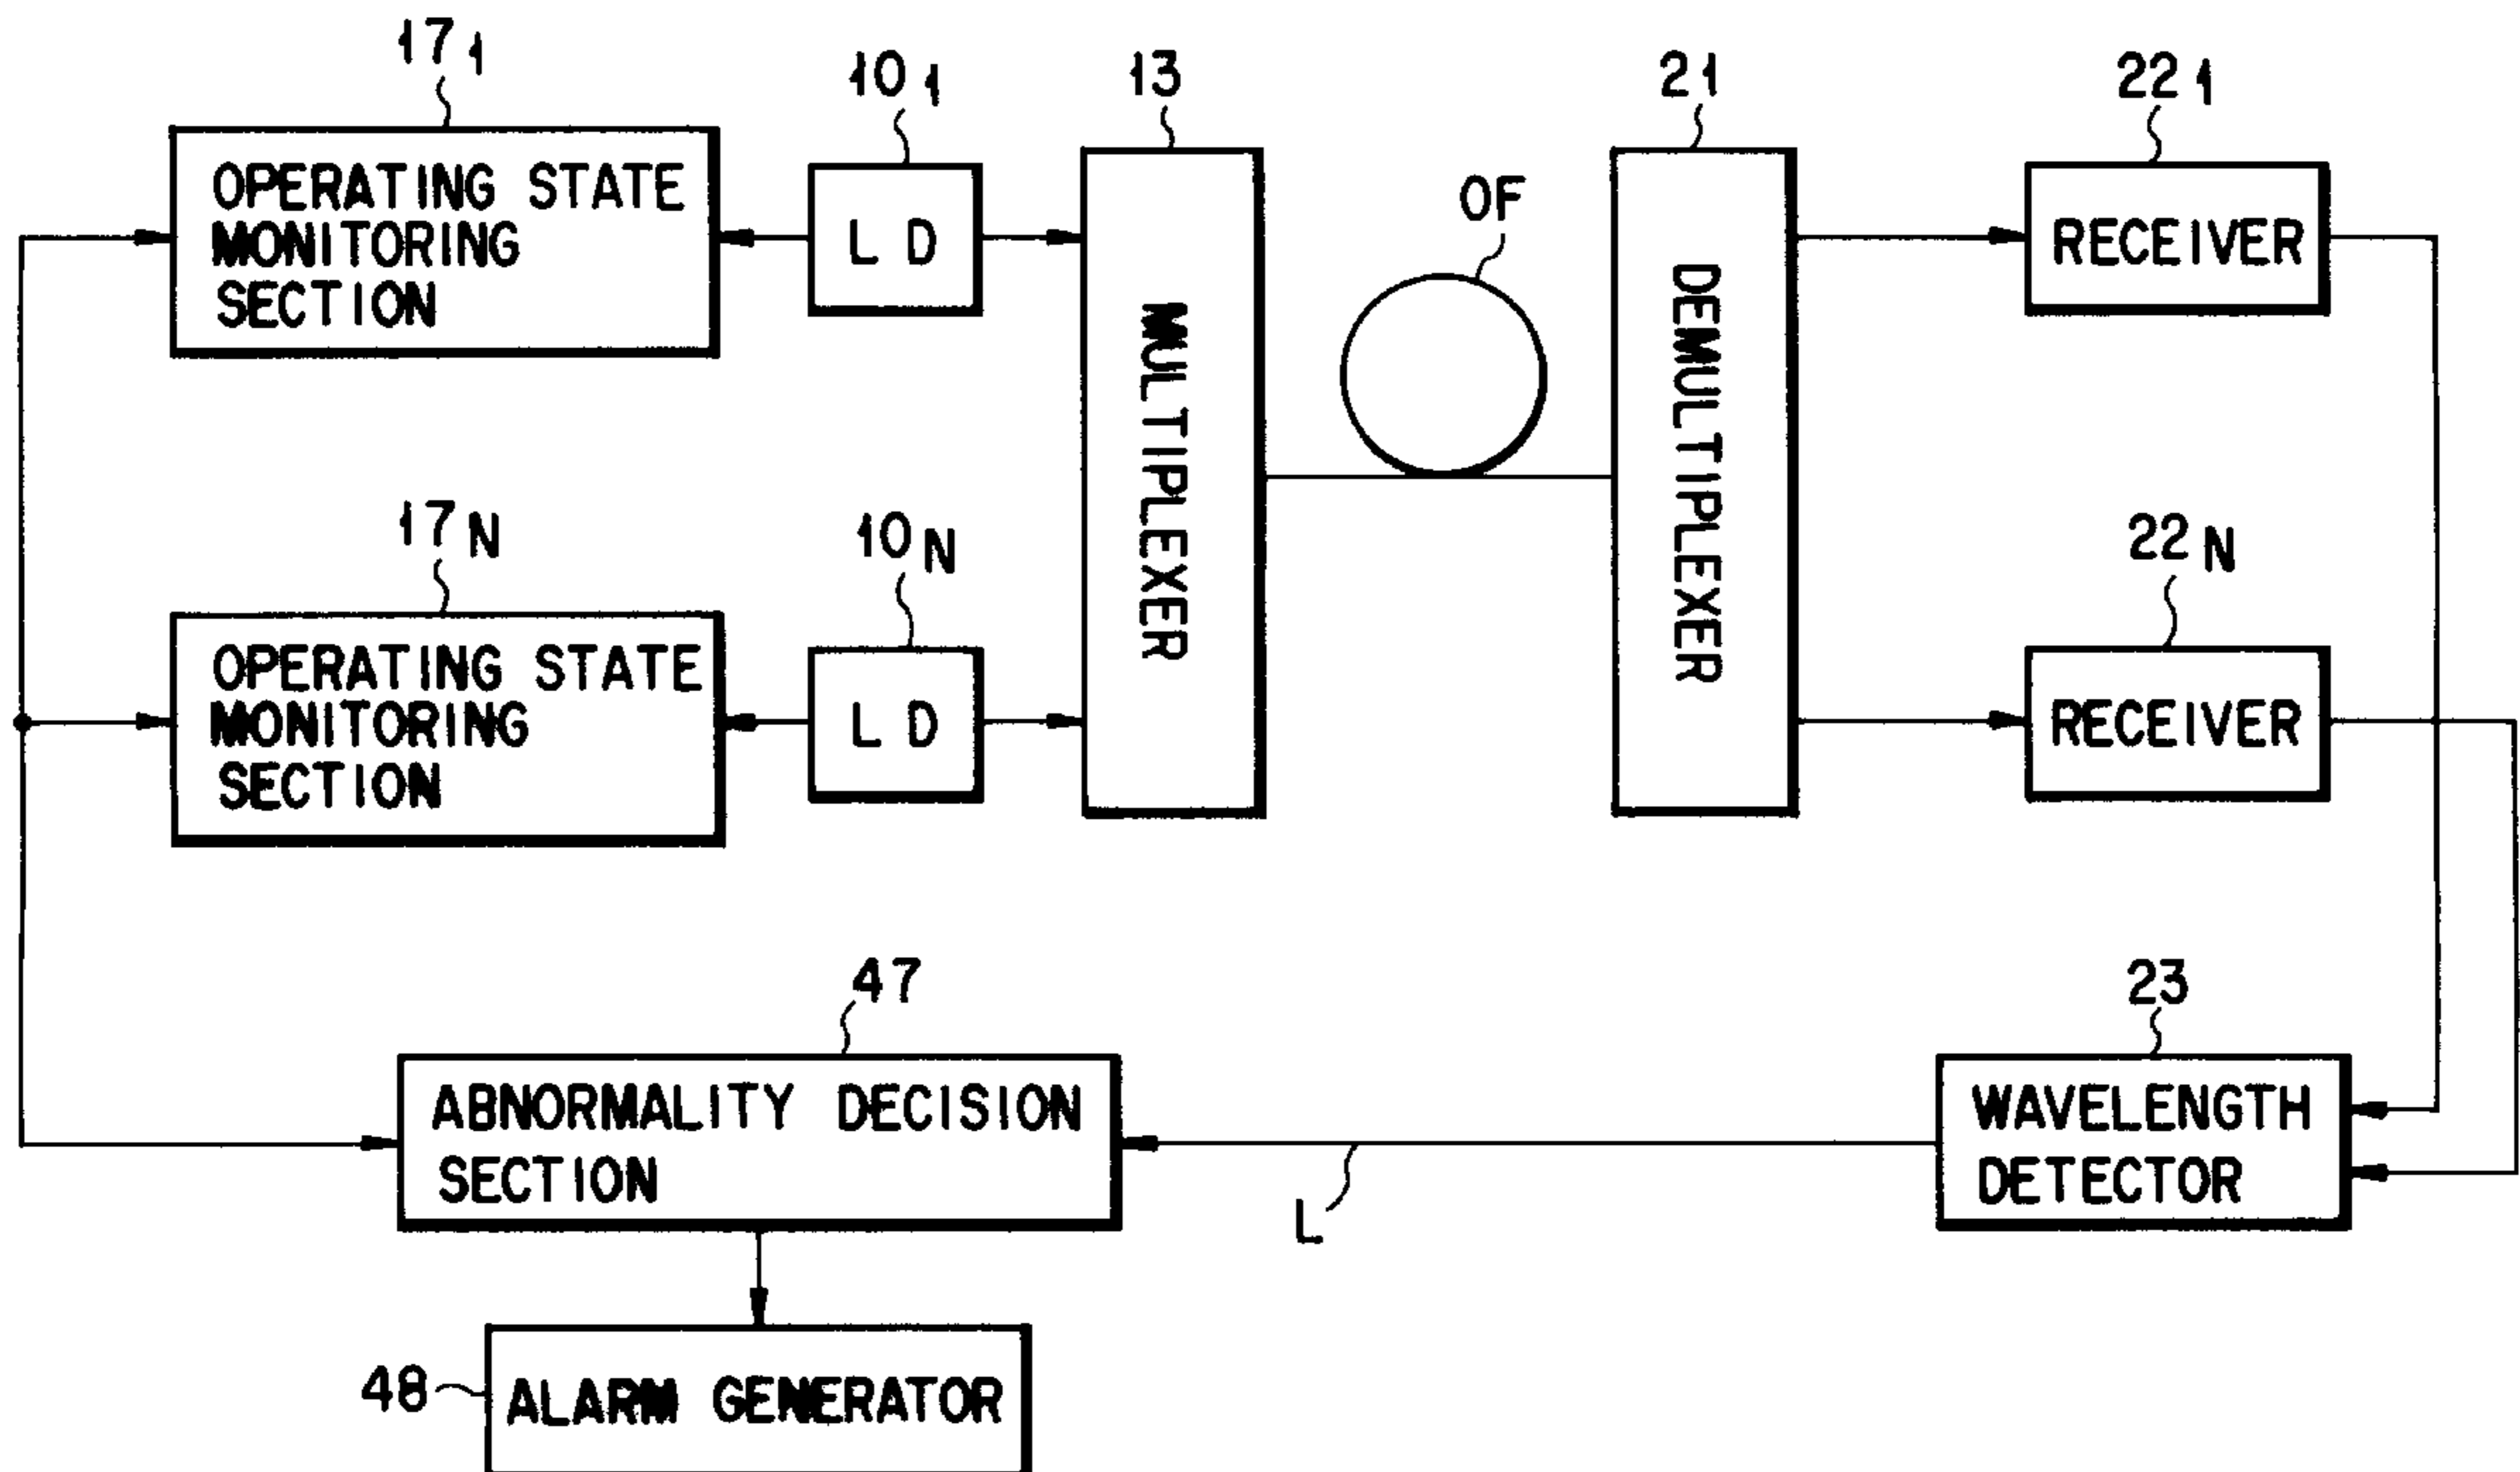 17₁
10₁
13
21
22₁
OPERATING STATE
MONITORING
SECTION
L D
MULTIPLEXER
OF
DEMULTIPLEXER
RECEIVER
17N
10N
22N
OPERATING STATE
MONITORING
SECTION
L D
RECEIVER
47
23
ABNORMALITY DECISION
SECTION
L
WAVELENGTH
DETECTOR
48
ALARM GENERATOR